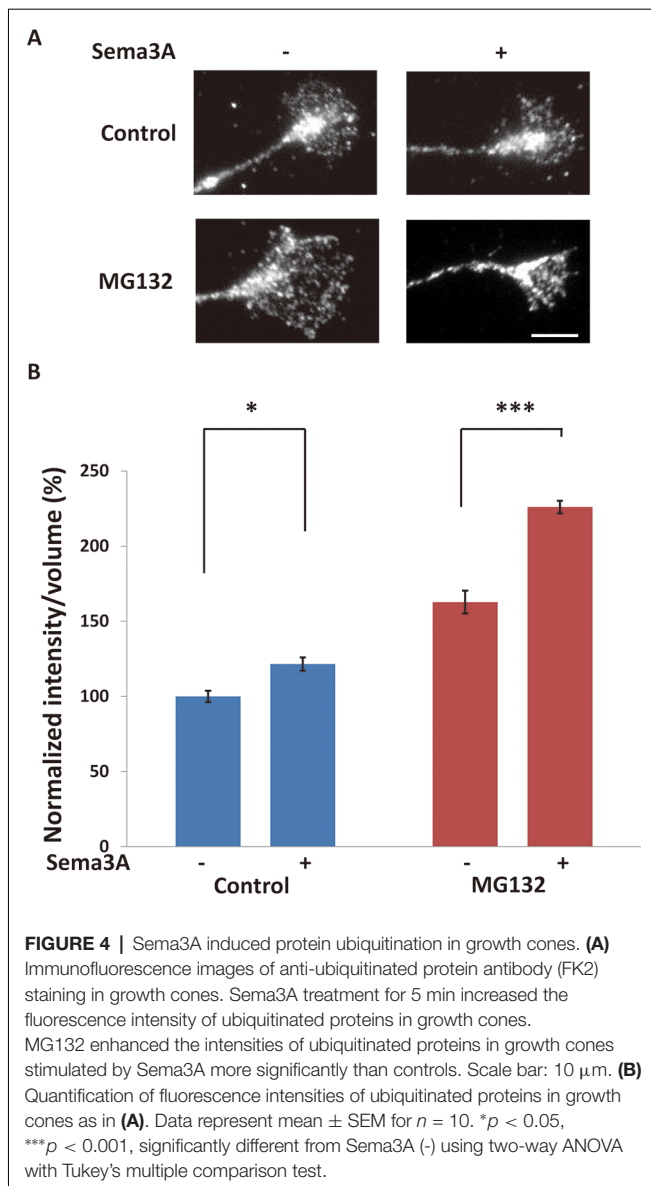 A
Sema3A - +
Control
MG132
B
* ***
Normalized intensity/volume (%)
250
200
150
100
50
0
Sema3A - + - +
Control MG132
FIGURE 4 | Sema3A induced protein ubiquitination in growth cones. (A)
Immunofluorescence images of anti-ubiquitinated protein antibody (FK2)
staining in growth cones. Sema3A treatment for 5 min increased the
fluorescence intensity of ubiquitinated proteins in growth cones.
MG132 enhanced the intensities of ubiquitinated proteins in growth cones
stimulated by Sema3A more significantly than controls. Scale bar: 10 μm. (B)
Quantification of fluorescence intensities of ubiquitinated proteins in growth
cones as in (A). Data represent mean ± SEM for n = 10. *p < 0.05,
***p < 0.001, significantly different from Sema3A (-) using two-way ANOVA
with Tukey's multiple comparison test.